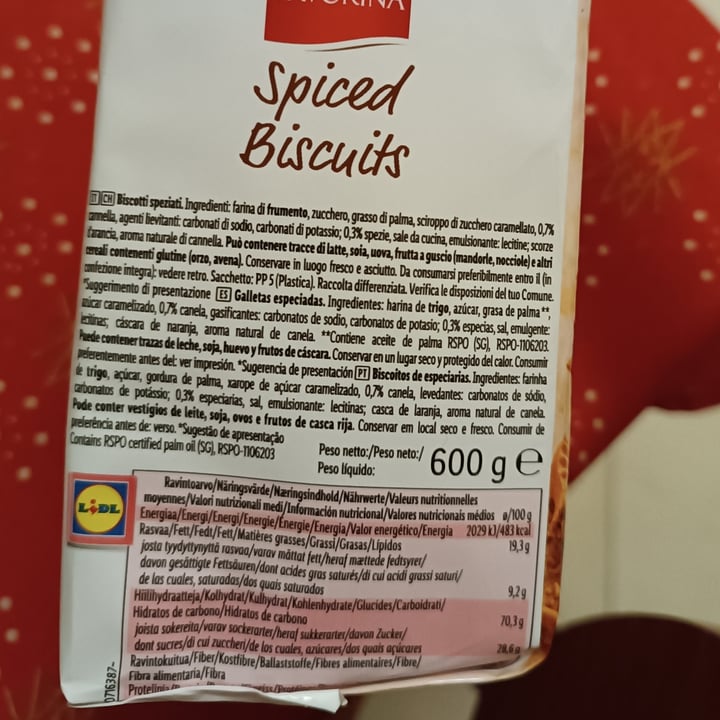 Spiced
Biscuits
IT CH Biscotti speziati. Ingredienti: farina di frumento, zucchero, grasso di palma, sciroppo di zucchero caramellato, 0,7%
cannella, agenti lievitanti: carbonati di sodio, carbonati di potassio; 0,3% spezie, sale da cucina, emulsionante: lecitine; scorze
d'arancia, aroma naturale di cannella. Può contenere tracce di latte, soia, uova, frutta a guscio (mandorle, nocciole) e altri
cereali contenenti glutine (orzo, avena). Conservare in luogo fresco e asciutto. Da consumarsi preferibilmente entro il (in
confezione integra): vedere retro. Sacchetto: PP 5 (Plastica). Raccolta differenziata. Verifica le disposizioni del tuo Comune.
*Suggerimento di presentazione ES Galletas especiadas. Ingredientes: harina de trigo, azúcar, grasa de palma**,
azúcar caramelizado, 0,7% canela, gasificantes: carbonatos de sodio, carbonatos de potasio; 0,3% especias, sal, emulgente:
lecitinas; cáscara de naranja, aroma natural de canela. **Contiene aceite de palma RSPO (SG), RSPO-1106203.
Puede contener trazas de leche, soja, huevo y frutos de cáscara. Conservar en un lugar seco y protegido del calor. Consumir
preferentemente antes del: ver impresión. *Sugerencia de presentación PT Biscoitos de especiarias. Ingredientes: farinha
de trigo, açúcar, gordura de palma, xarope de açúcar caramelizado, 0,7% canela, levedantes: carbonatos de sódio,
carbonatos de potássio; 0,3% especiarias, sal, emulsionante: lecitinas; casca de laranja, aroma natural de canela.
Pode conter vestígios de leite, soja, ovos e frutos de casca rija. Conservar em local seco e fresco. Consumir de
preferência antes de: verso. *Sugestão de apresentação
Contains RSPO certified palm oil (SG), RSPO-1106203
Peso netto:/Peso neto:/
Peso líquido:
600 g e
LIDL
Ravintoarvo/Näringsvärde/Næringsindhold/Nährwerte/Valeurs nutritionnelles
moyennes/Valori nutrizionali medi/Información nutricional/Valores nutricionais médios ø/100 g
Energiaa/Energi/Energi/Energie/Énergie/Energia/Valor energético/Energia 2029 kJ/483 kcal
Rasvaa/Fett/Fedt/Fett/Matières grasses/Grassi/Grasas/Lípidos 19,3 g
josta tyydyttynyttä rasvaa/varav mättat fett/heraf mættede fedtsyrer/
davon gesättigte Fettsäuren/dont acides gras saturés/di cui acidi grassi saturi/
de las cuales, saturadas/dos quais saturados 9,2 g
Hiilihydraatteja/Kolhydrat/Kulhydrat/Kohlenhydrate/Glucides/Carboidrati/
Hidratos de carbono/Hidratos de carbono 70,3 g
joista sokereita/varav sockerarter/heraf sukkerarter/davon Zucker/
dont sucres/di cui zuccheri/de los cuales, azúcares/dos quais açúcares 28,6 g
Ravintokuitua/Fiber/Kostfibre/Ballaststoffe/Fibres alimentaires/Fibre/
Fibra alimentaria/Fibra
0716387-